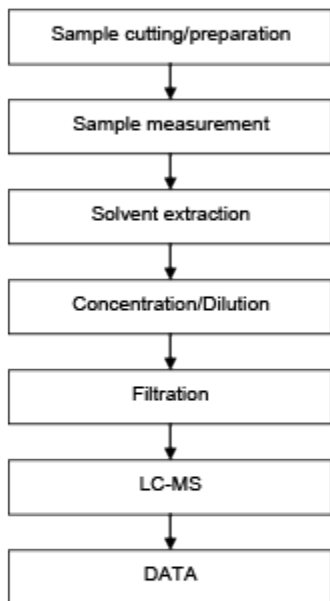 Sample cutting/preparation
Sample measurement
Solvent extraction
Concentration/Dilution
Filtration
LC-MS
DATA